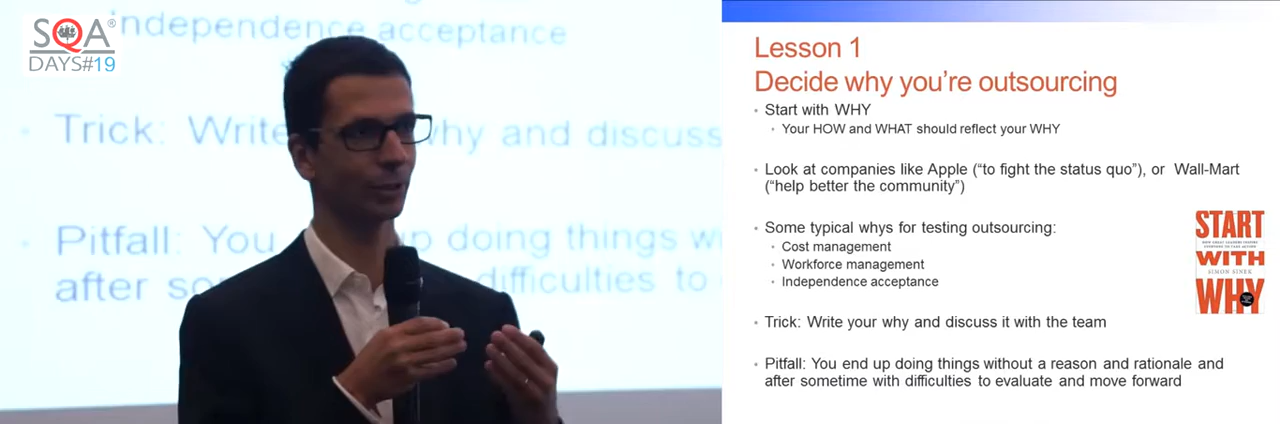 SQA®
DAYS#19
independence acceptance
• Trick: Write why and discuss
• Pitfall: You up doing things wi
after so difficulties to
Lesson 1
Decide why you're outsourcing
• Start with WHY
• Your HOW and WHAT should reflect your WHY
• Look at companies like Apple (“to fight the status quo”), or Wall-Mart
(“help better the community”)
• Some typical whys for testing outsourcing:
• Cost management
• Workforce management
• Independence acceptance
• Trick: Write your why and discuss it with the team
• Pitfall: You end up doing things without a reason and rationale and
after sometime with difficulties to evaluate and move forward
START
WITH
SIMON SINEK
WHY